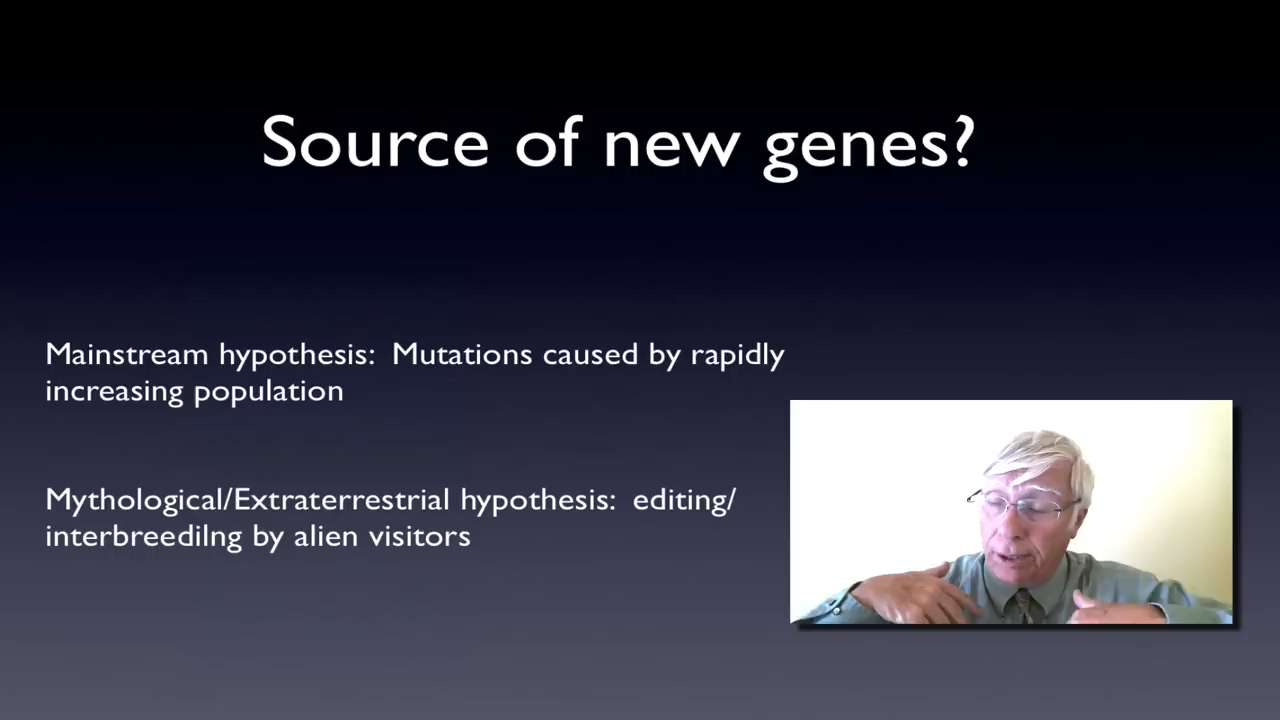 Source of new genes?
Mainstream hypothesis: Mutations caused by rapidly
increasing population
Mythological/Extraterrestrial hypothesis: editing/
interbreedilng by alien visitors